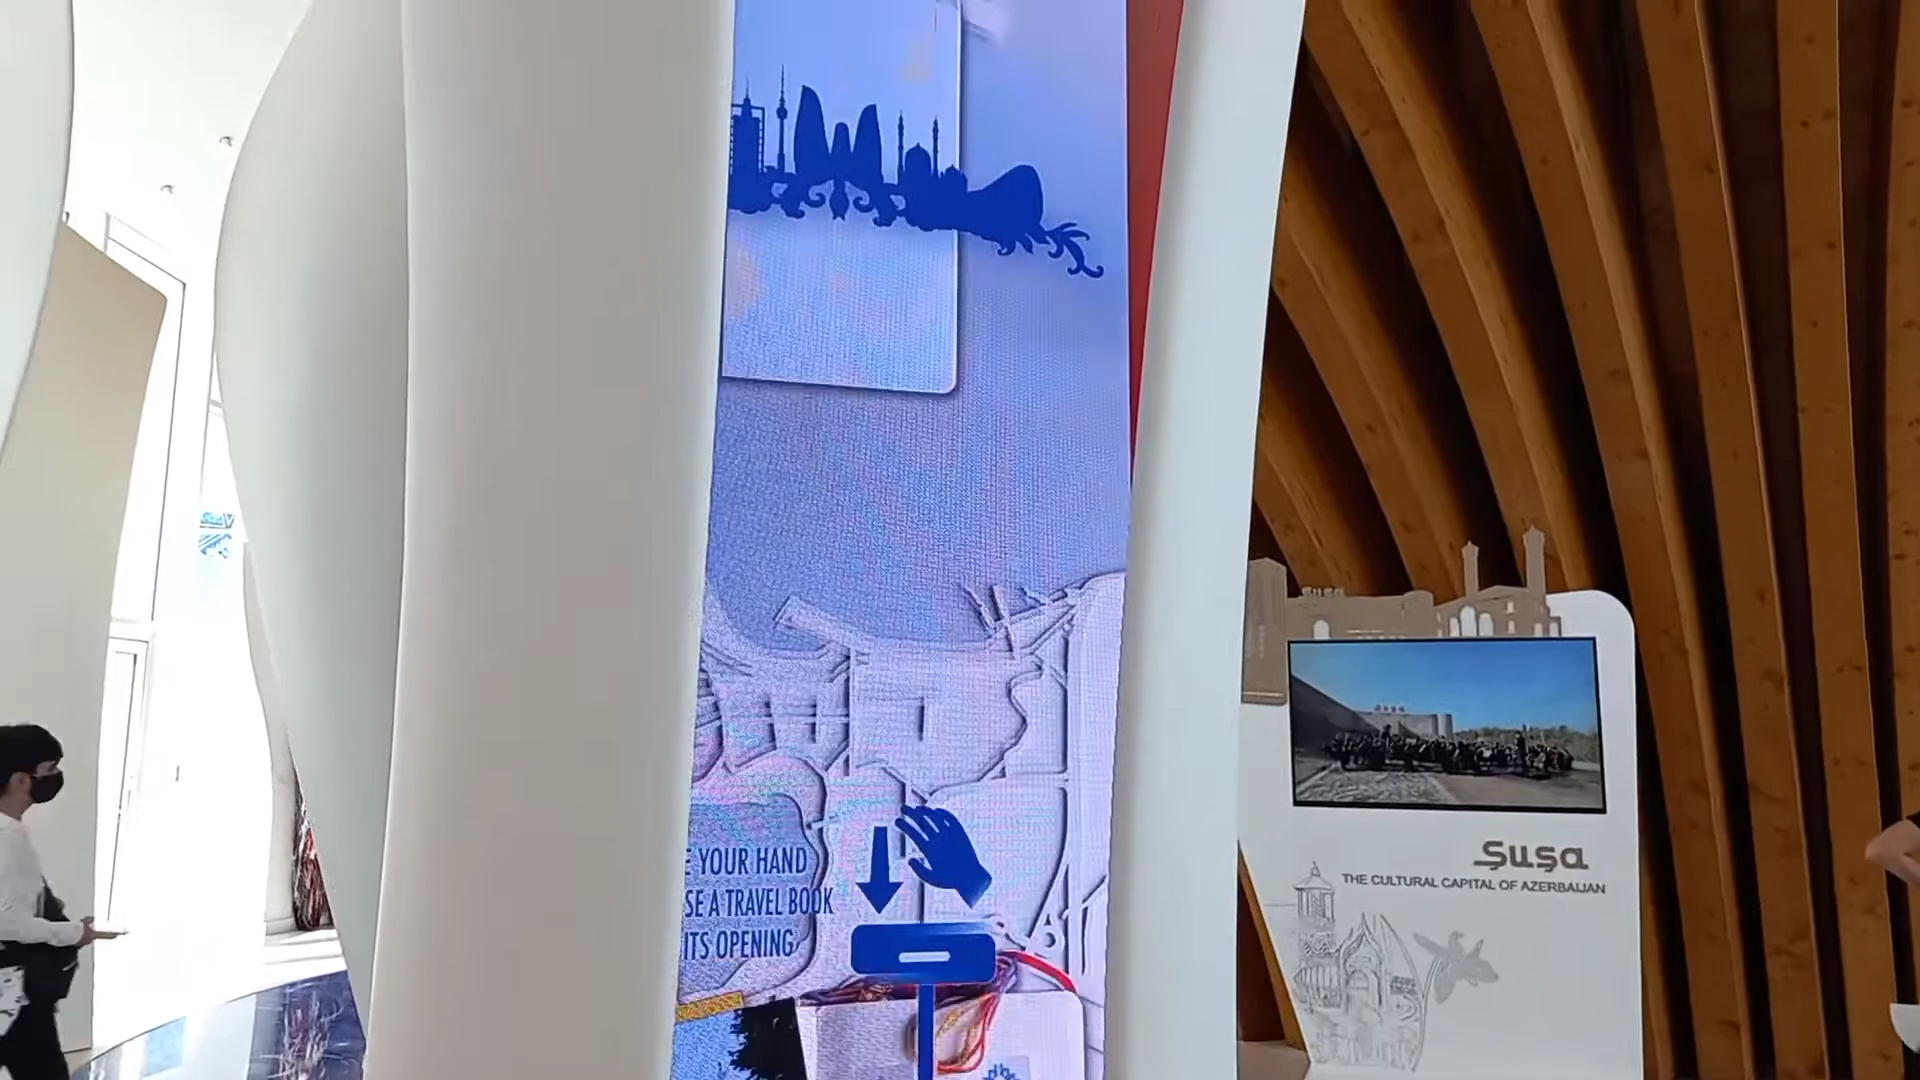 E YOUR HAND
SE A TRAVEL BOOK
ITS OPENING
Şuşa
THE CULTURAL CAPITAL OF AZERBAIJAN